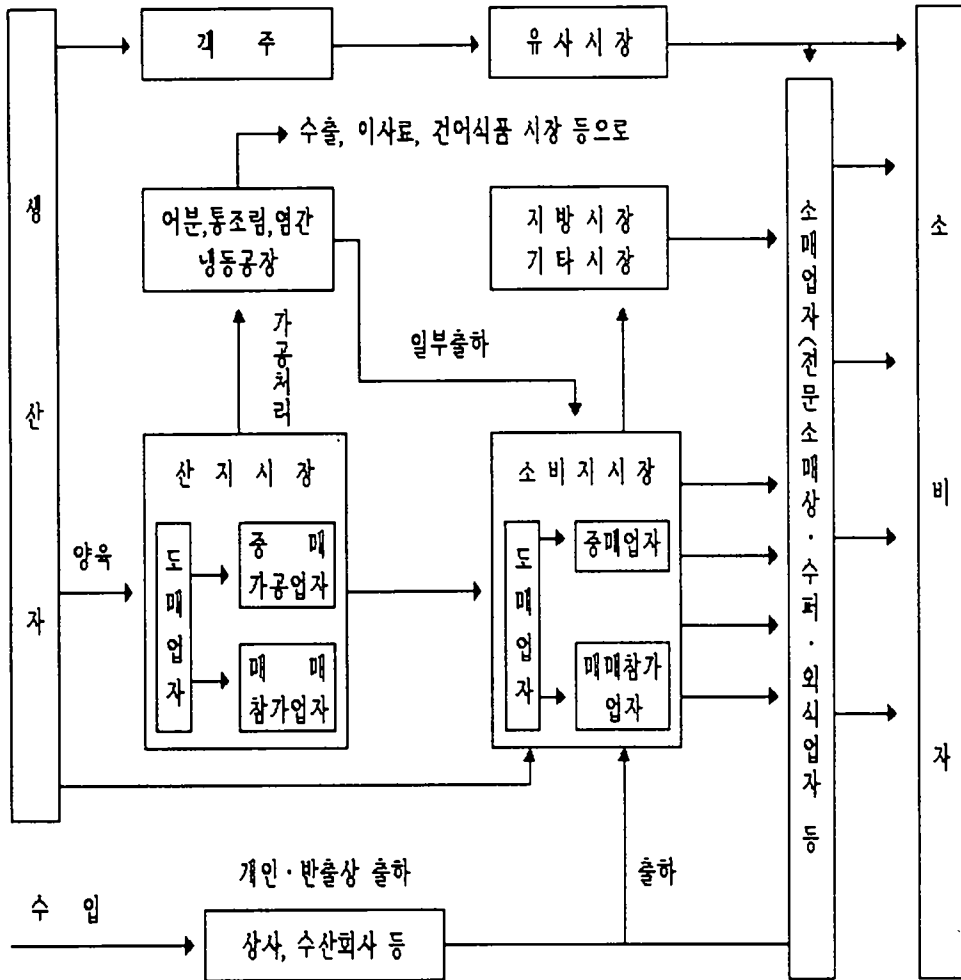 생 산 자
객 주
유 사 시 장
수출, 이사료, 건어식품 시장 등으로
어분,통조림,염간
냉동공장
지 방 시 장
기 타 시 장
가공처리
일부출하
산 지 시 장
도매업자
중 매
가공업자
매 매
참가업자
양육
소 비 지 시 장
도매업자
중매업자
매매참가
업자
소매업자(전문소매상·수퍼·외식업자 등
소 비 자
개인·반출상 출하
출하
수 입
상사, 수산회사 등